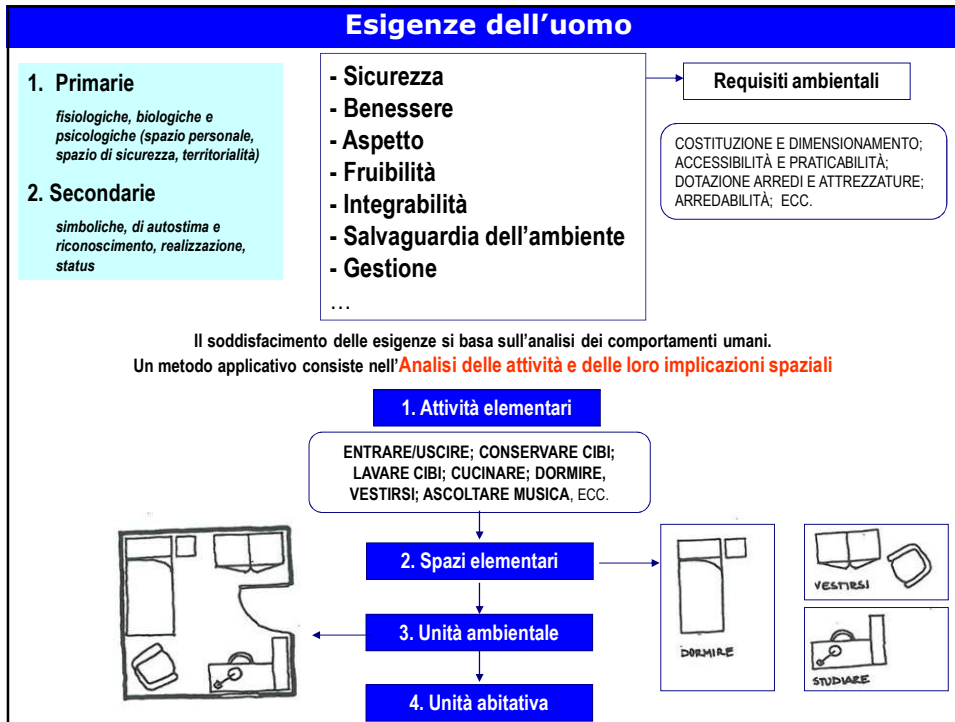 Esigenze dell'uomo
1. Primarie
fisiologiche, biologiche e
psicologiche (spazio personale,
spazio di sicurezza, territorialità)
2. Secondarie
simboliche, di autostima e
riconoscimento, realizzazione,
status
- Sicurezza
- Benessere
- Aspetto
- Fruibilità
- Integrabilità
- Salvaguardia dell'ambiente
- Gestione
…
Requisiti ambientali
COSTITUZIONE E DIMENSIONAMENTO;
ACCESSIBILITÀ E PRATICABILITÀ;
DOTAZIONE ARREDI E ATTREZZATURE;
ARREDABILITÀ; ECC.
Il soddisfacimento delle esigenze si basa sull'analisi dei comportamenti umani.
Un metodo applicativo consiste nell'Analisi delle attività e delle loro implicazioni spaziali
1. Attività elementari
ENTRARE/USCIRE; CONSERVARE CIBI;
LAVARE CIBI; CUCINARE; DORMIRE,
VESTIRSI; ASCOLTARE MUSICA, ECC.
2. Spazi elementari
3. Unità ambientale
4. Unità abitativa
DORMIRE
VESTIRSI
STUDIARE